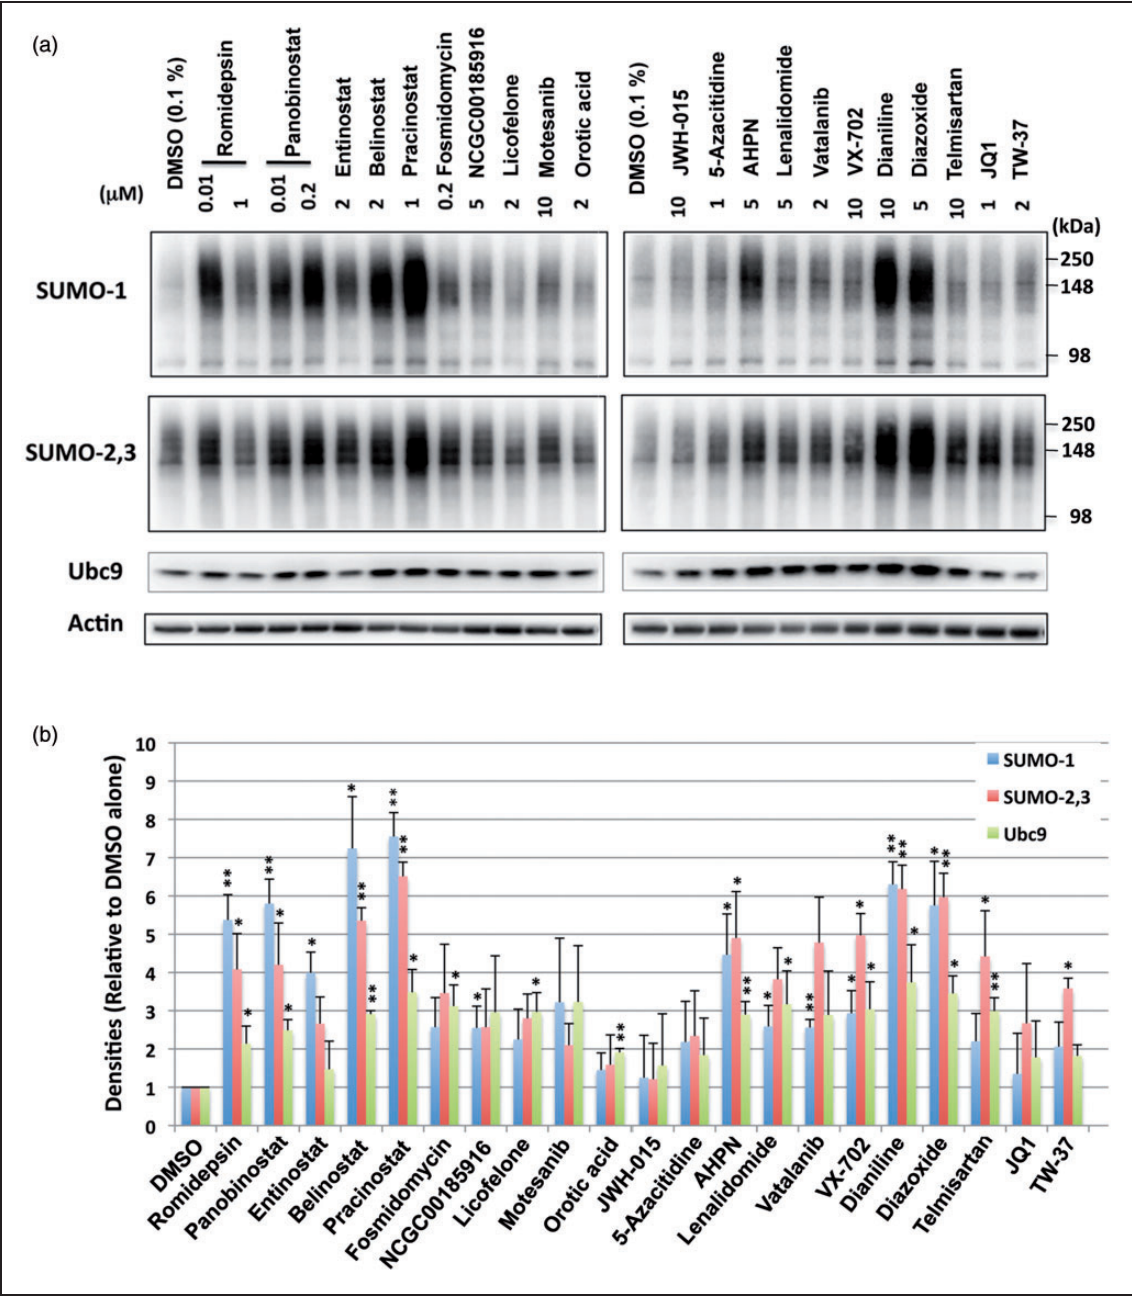 (a)
DMSO (0.1 %)
Romidepsin
Panobinostat
Entinostat
Belinostat
Pracinostat
Fosmidomycin
NCGC00185916
Licofelone
Motesanib
Orotic acid
DMSO (0.1 %)
JWH-015
5-Azacitidine
AHPN
Lenalidomide
Vatalanib
VX-702
Dianiline
Diazoxide
Telmisartan
JQ1
TW-37
(μM)
0.01 1 0.01 0.2 2 2 1 0.2 5 2 10 2 10 1 5 5 2 10 10 5 10 1 2
(kDa)
SUMO-1
250
148
98
SUMO-2,3
250
148
98
Ubc9
Actin
(b)
Densities (Relative to DMSO alone)
10
9
8
7
6
5
4
3
2
1
0
SUMO-1
SUMO-2,3
Ubc9
* ** * ** * * ** * * * ** ** ** * * * * ** * * ** * * ** * * * ** ** * * ** * * ** *
DMSO
Romidepsin
Panobinostat
Entinostat
Belinostat
Pracinostat
Fosmidomycin
NCGC00185916
Licofelone
Motesanib
Orotic acid
JWH-015
5-Azacitidine
AHPN
Lenalidomide
Vatalanib
VX-702
Dianiline
Diazoxide
Telmisartan
JQ1
TW-37